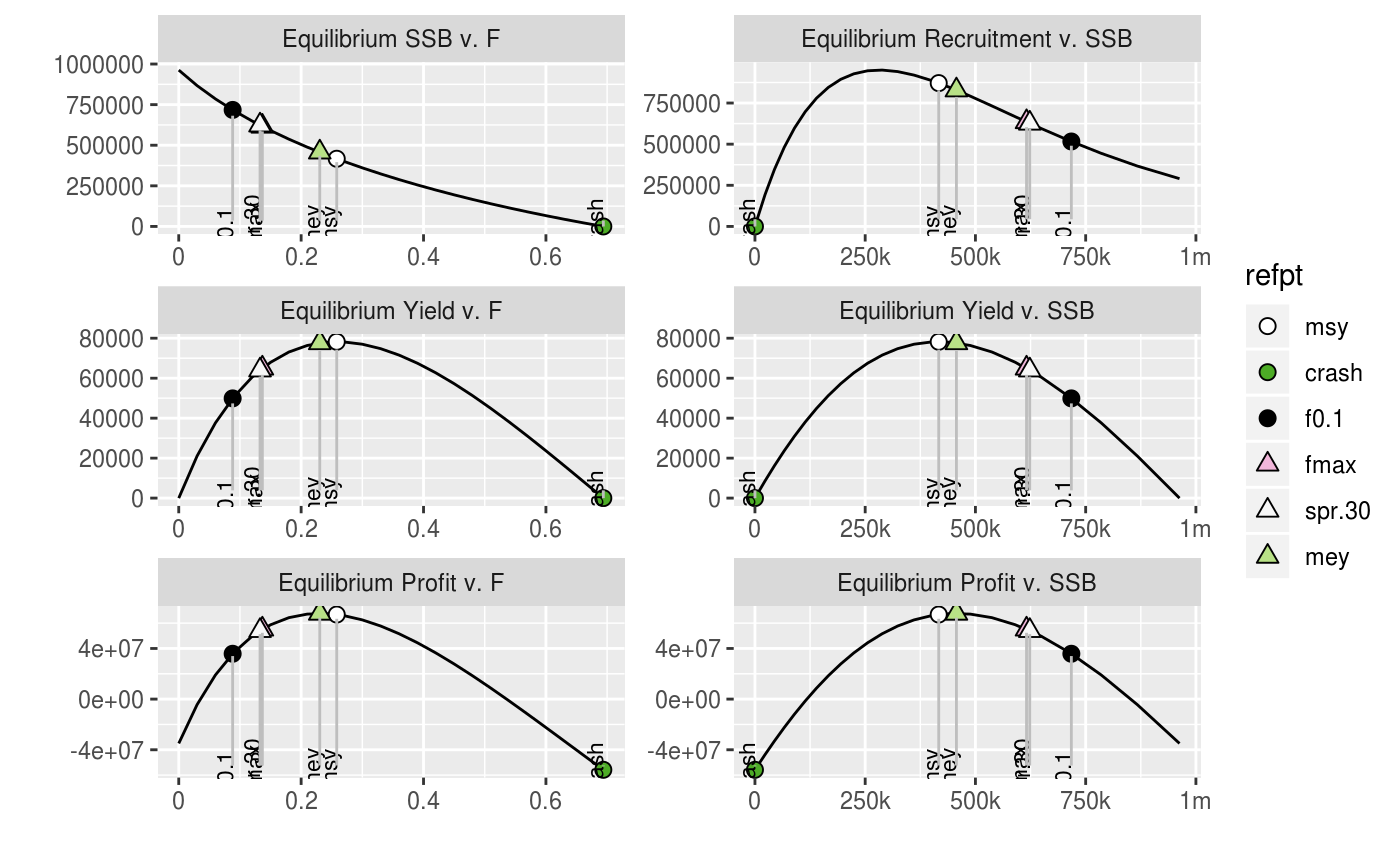 Equilibrium SSB v. F
1000000
750000
500000
250000
0
0 0.2 0.4 0.6
Equilibrium Recruitment v. SSB
750000
500000
250000
0
0 250k 500k 750k 1m
Equilibrium Yield v. F
80000
60000
40000
20000
0
0 0.2 0.4 0.6
Equilibrium Yield v. SSB
80000
60000
40000
20000
0
0 250k 500k 750k 1m
Equilibrium Profit v. F
4e+07
0e+00
-4e+07
0 0.2 0.4 0.6
Equilibrium Profit v. SSB
4e+07
0e+00
-4e+07
0 250k 500k 750k 1m
refpt
msy
crash
f0.1
fmax
spr.30
mey